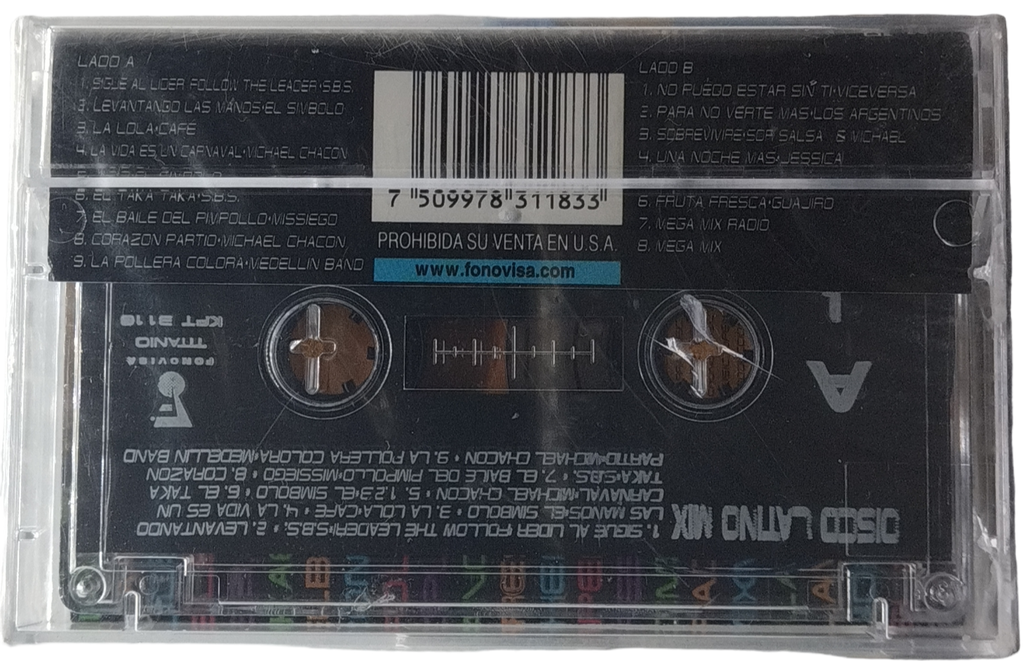 LADO A
1. SIGUE AL LIDER FOLLOW THE LEADER•S.B.S.
2. LEVANTANDO LAS MANOS•EL SIMBOLO
3. LA LOLA•CAFE
4. LA VIDA ES UN CARNAVAL•MICHAEL CHACON
6. EL TAKA TAKA•S.B.S.
7. EL BAILE DEL PIMPOLLO•MISSIEGO
8. CORAZON PARTIO•MICHAEL CHACON
9. LA POLLERA COLORA•MEDELLIN BAND
7 509978 311833
PROHIBIDA SU VENTA EN U.S.A.
www.fonovisa.com
LADO B
1. NO PUEDO ESTAR SIN TI•VICEVERSA
2. PARA NO VERTE MAS•LOS ARGENTINOS
3. SOBREVIVIRE•SCR SALSA & MICHAEL
4. UNA NOCHE MAS•JESSICA
6. FRUTA FRESCA•GUAJIRO
7. MEGA MIX RADIO
8. MEGA MIX
A
FONOVISA
TITANIO
KFT 3118
DISCO LATINO MIX
1. SIGUE AL LIDER (FOLLOW THE LEADER)•S.B.S. • 2. LEVANTANDO
LAS MANOS•EL SIMBOLO • 3. LA LOLA•CAFE • 4. LA VIDA ES UN
CARNAVAL•MICHAEL CHACON • 5. 1,2,3•EL SIMBOLO • 6. EL TAKA
TAKA•S.B.S. • 7. EL BAILE DEL PIMPOLLO•MISSIEGO • 8. CORAZON
PARTIO•MICHAEL CHACON • 9. LA POLLERA COLORA•MEDELLIN BAND